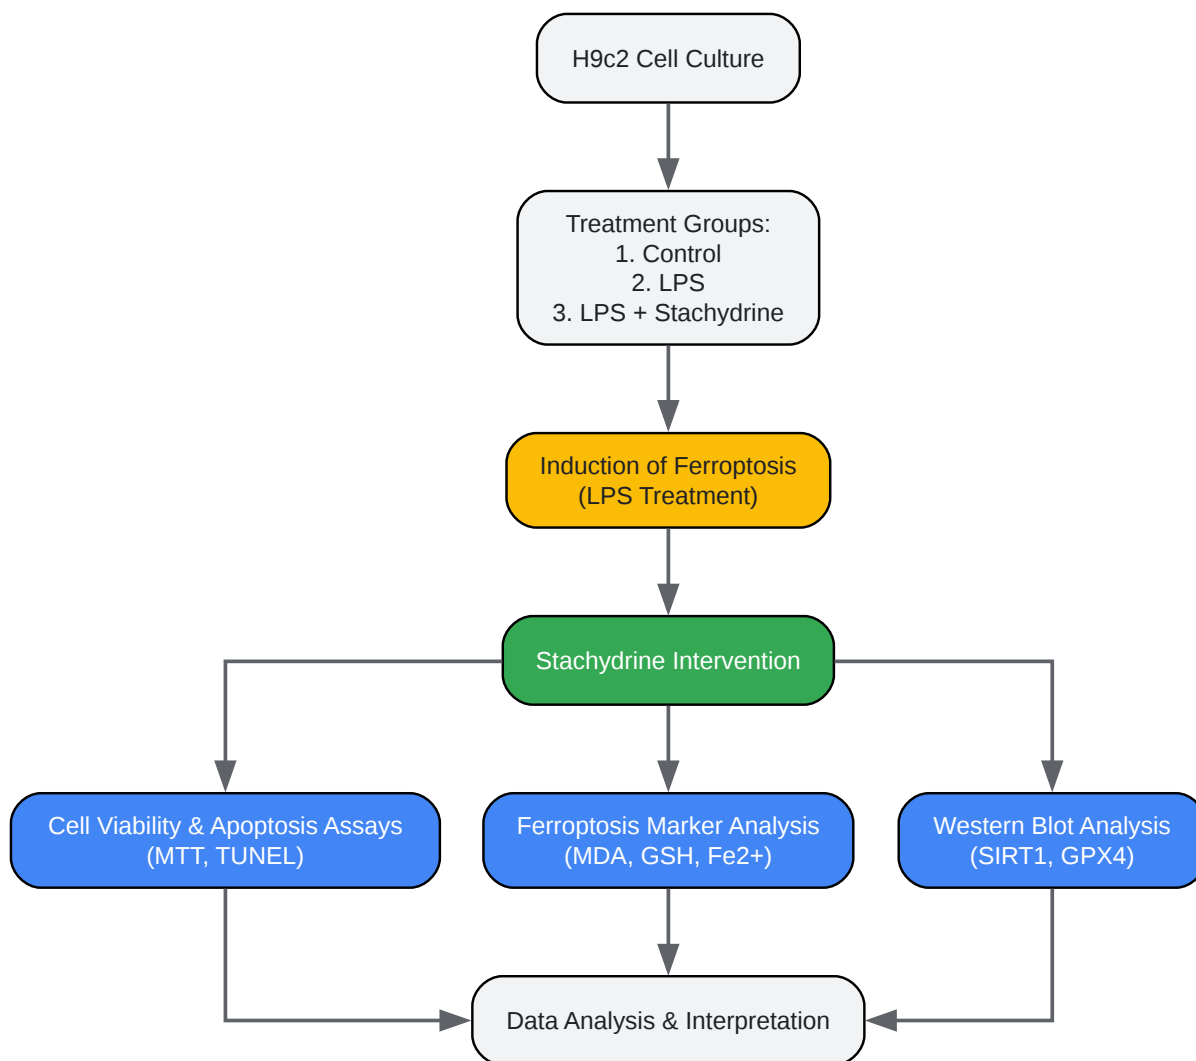 H9c2 Cell Culture
Treatment Groups:
1. Control
2. LPS
3. LPS + Stachydrine
Induction of Ferroptosis
(LPS Treatment)
Stachydrine Intervention
Cell Viability & Apoptosis Assays
(MTT, TUNEL)
Ferroptosis Marker Analysis
(MDA, GSH, Fe2+)
Western Blot Analysis
(SIRT1, GPX4)
Data Analysis & Interpretation